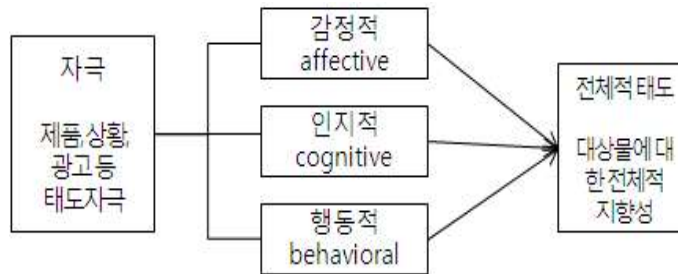 자극
제품,상황,
광고 등
태도자극
감정적
affective
인지적
cognitive
행동적
behavioral
전체적 태도
대상물에 대
한 전체적
지향성